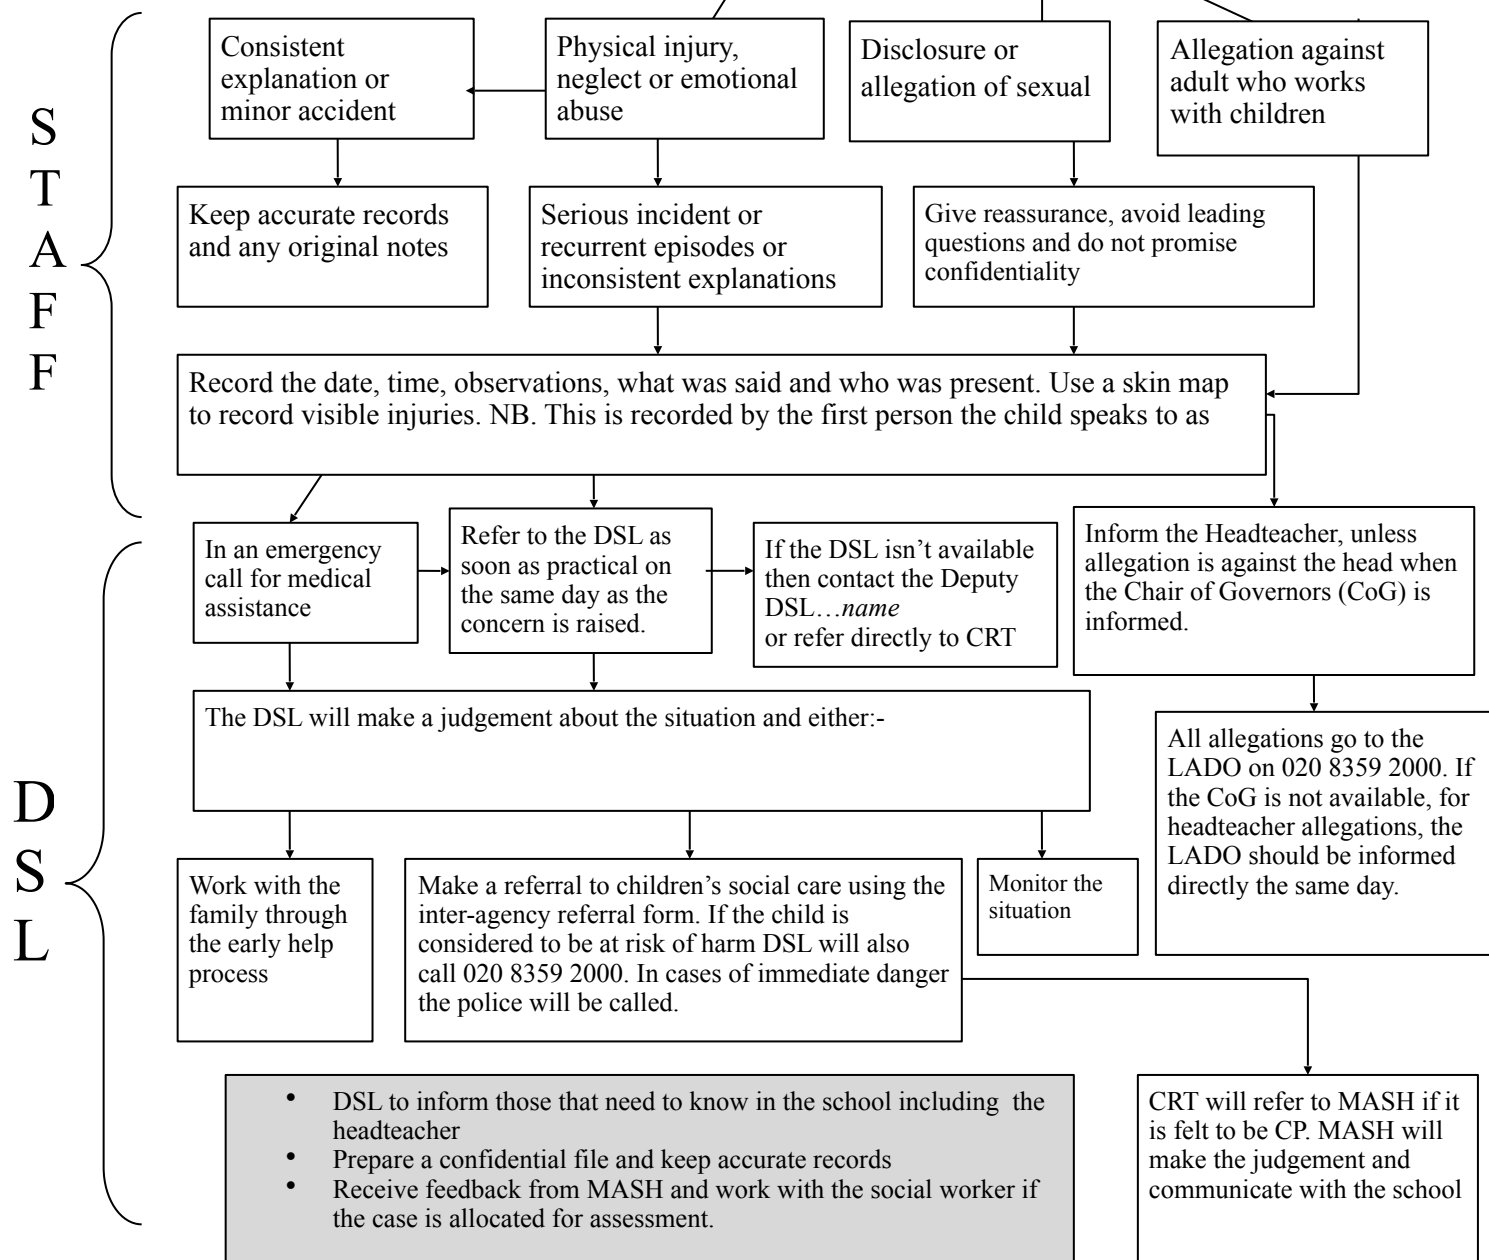 S
T
A
F
F
Consistent
explanation or
minor accident
Physical injury,
neglect or emotional
abuse
Disclosure or
allegation of sexual
Allegation against
adult who works
with children
Keep accurate records
and any original notes
Serious incident or
recurrent episodes or
inconsistent explanations
Give reassurance, avoid leading
questions and do not promise
confidentiality
Record the date, time, observations, what was said and who was present. Use a skin map
to record visible injuries. NB. This is recorded by the first person the child speaks to as
D
S
L
In an emergency
call for medical
assistance
Refer to the DSL as
soon as practical on
the same day as the
concern is raised.
If the DSL isn’t available
then contact the Deputy
DSL…name
or refer directly to CRT
Inform the Headteacher, unless
allegation is against the head when
the Chair of Governors (CoG) is
informed.
The DSL will make a judgement about the situation and either:-
All allegations go to the
LADO on 020 8359 2000. If
the CoG is not available, for
headteacher allegations, the
LADO should be informed
directly the same day.
Work with the
family through
the early help
process
Make a referral to children’s social care using the
inter-agency referral form. If the child is
considered to be at risk of harm DSL will also
call 020 8359 2000. In cases of immediate danger
the police will be called.
Monitor the
situation
• DSL to inform those that need to know in the school including the
headteacher
• Prepare a confidential file and keep accurate records
• Receive feedback from MASH and work with the social worker if
the case is allocated for assessment.
CRT will refer to MASH if it
is felt to be CP. MASH will
make the judgement and
communicate with the school